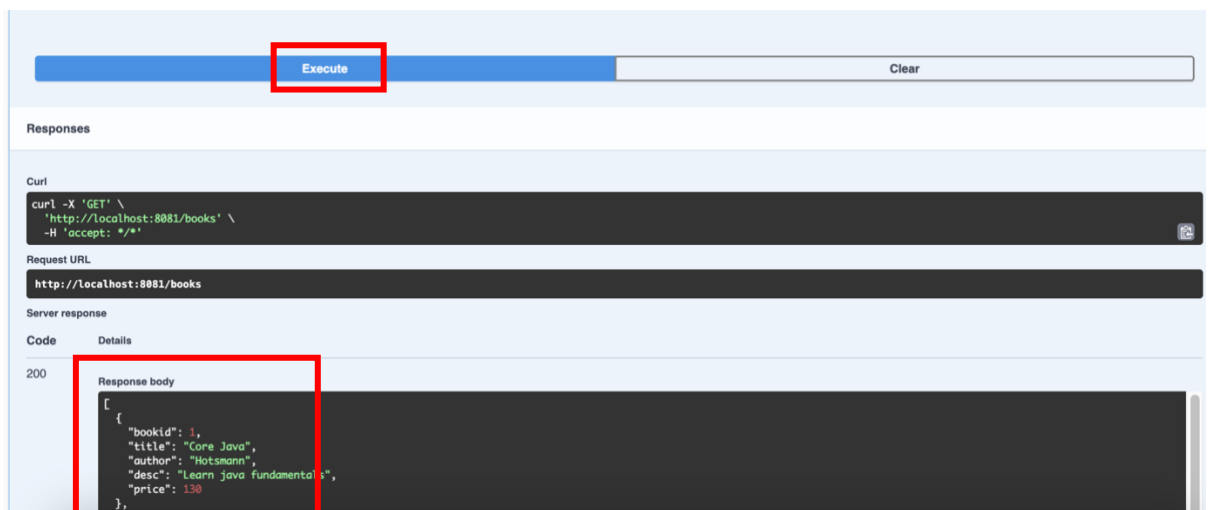 Execute
Clear
Responses
Curl
curl -X 'GET' \
'http://localhost:8081/books' \
-H 'accept: */*'
Request URL
http://localhost:8081/books
Server response
Code Details
200
Response body
[
{
"bookid": 1,
"title": "Core Java",
"author": "Hotsmann",
"desc": "Learn java fundamentals",
"price": 130
},